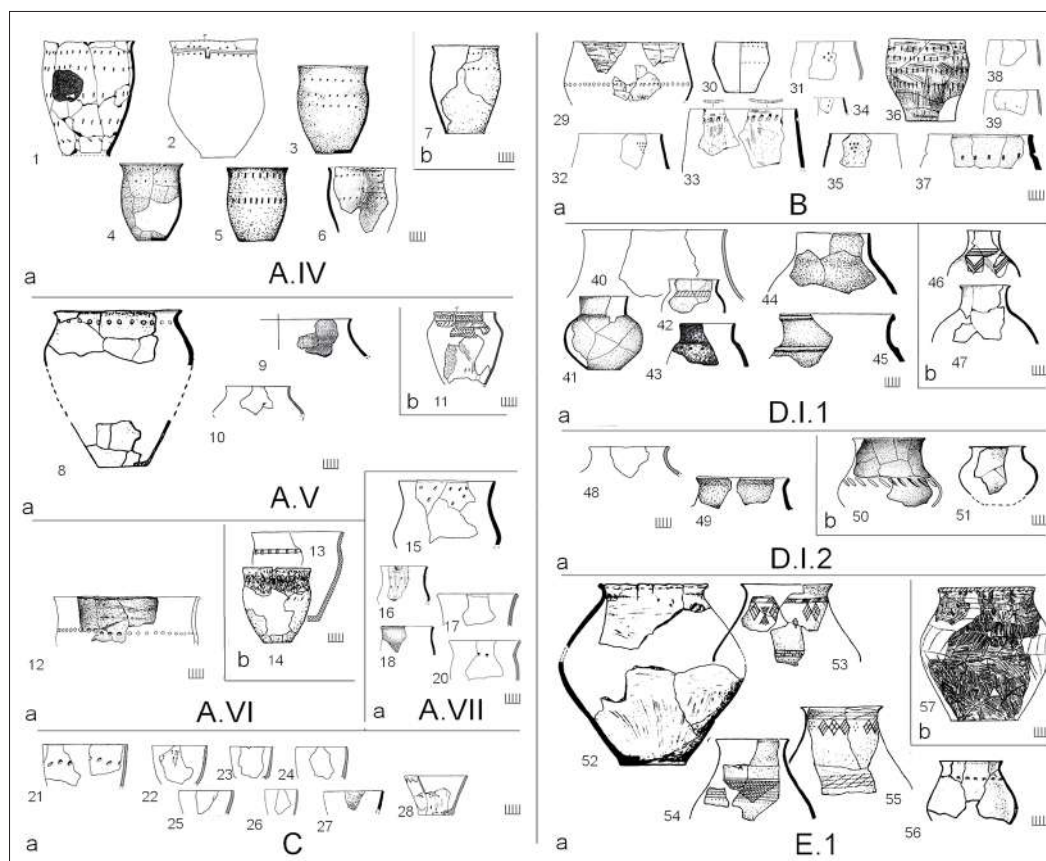 1 2 3 b 7
4 5 6
a A.IV
8 9 10 b 11
a A.V
12 a A.VI
13 b 14
15 16 17 18 20
a A.VII
21 22 23 24
25 26 27 28
a C
29 30 31 34 36 38 39
32 33 35 37
a B
40 42 44
41 43 45
a D.I.1
46 47 b
48 49
a D.I.2
b 50 51
52 53
54 55 56
a E.1
57 b